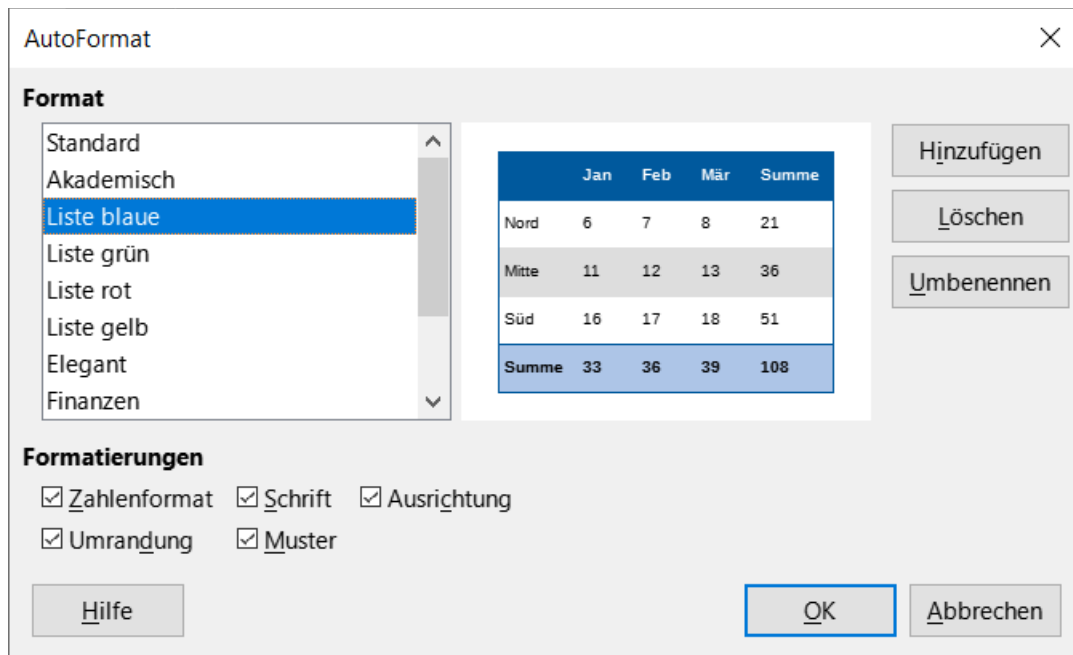 AutoFormat
Format
Standard
Akademisch
Liste blaue
Liste grün
Liste rot
Liste gelb
Elegant
Finanzen
Jan Feb Mär Summe
Nord 6 7 8 21
Mitte 11 12 13 36
Süd 16 17 18 51
Summe 33 36 39 108
Hinzufügen
Löschen
Umbenennen
Formatierungen
Zahlenformat Schrift Ausrichtung
Umrandung Muster
Hilfe OK Abbrechen